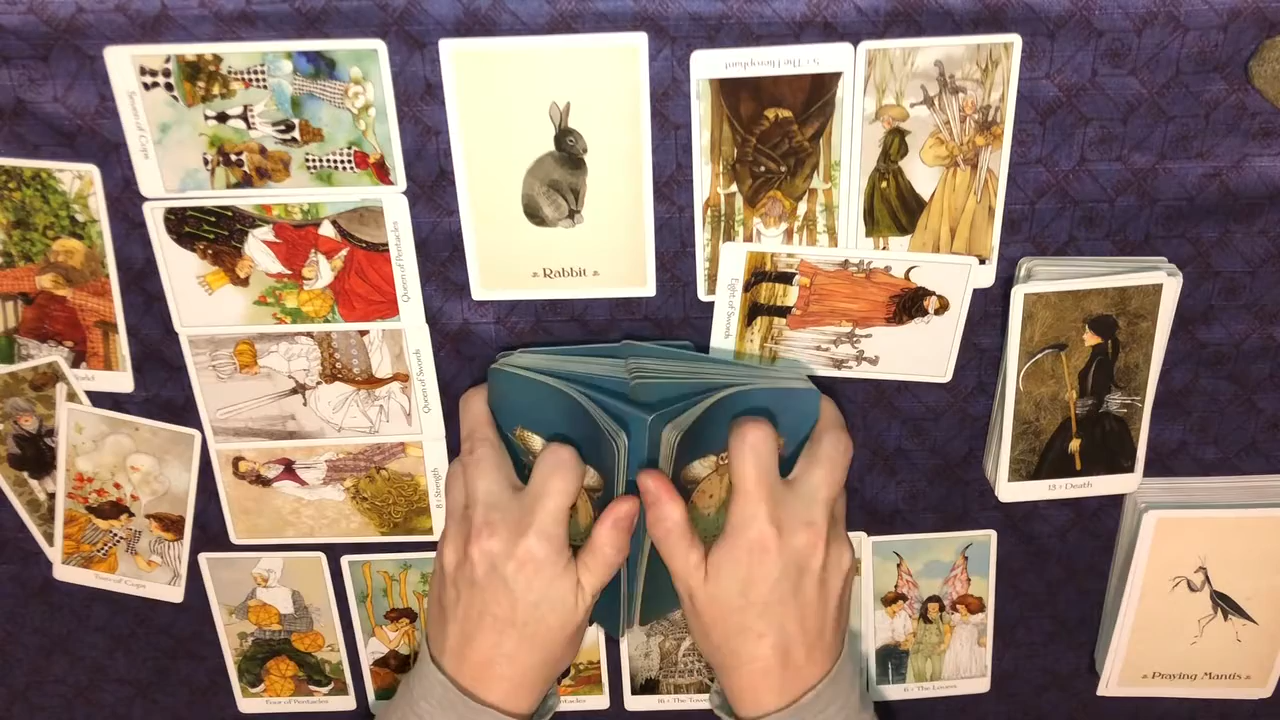 Seven of Cups
Rabbit
5 : The Hierophant
Queen of Pentacles
Eight of Swords
Queen of Swords
8 : Strength
13 : Death
Two of Cups
Four of Pentacles
16 : The Tower
6 : The Lovers
Praying Mantis